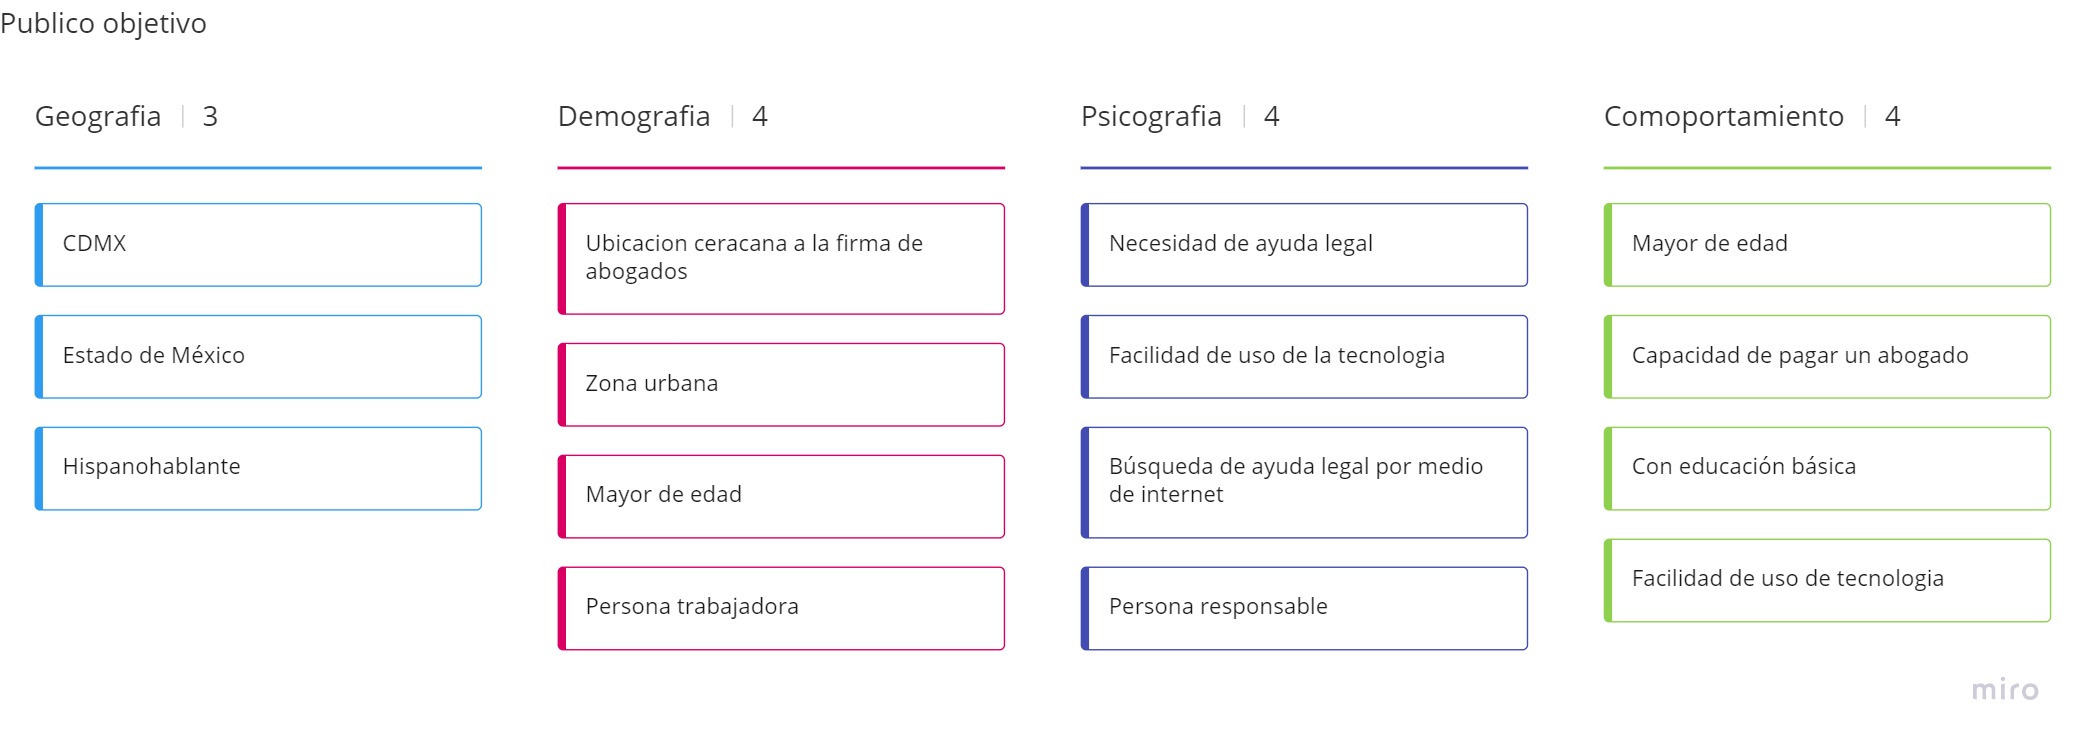 Publico objetivo
Geografia | 3
CDMX
Estado de México
Hispanohablante
Demografia | 4
Ubicacion ceracana a la firma de
abogados
Zona urbana
Mayor de edad
Persona trabajadora
Psicografia | 4
Necesidad de ayuda legal
Facilidad de uso de la tecnologia
Búsqueda de ayuda legal por medio
de internet
Persona responsable
Comoportamiento | 4
Mayor de edad
Capacidad de pagar un abogado
Con educación básica
Facilidad de uso de tecnologia
miro